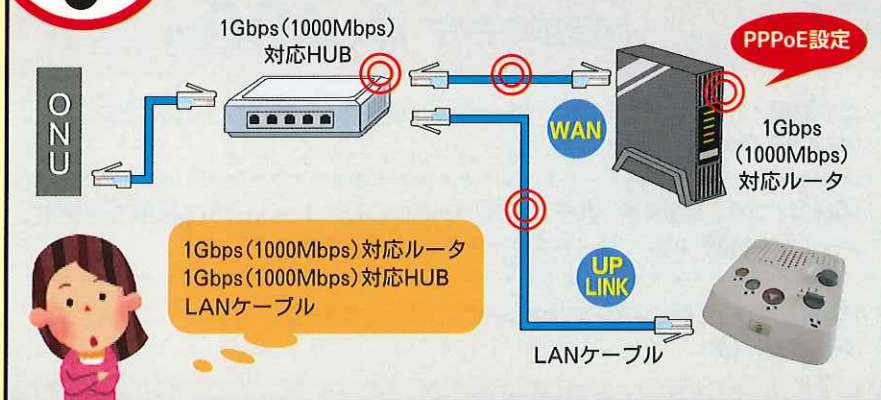 1Gbps(1000Mbps)
対応HUB
PPPoE設定
ONU
WAN
1Gbps
(1000Mbps)
対応ルータ
1Gbps(1000Mbps)対応ルータ
1Gbps(1000Mbps)対応HUB
LANケーブル
UP
LINK
LANケーブル